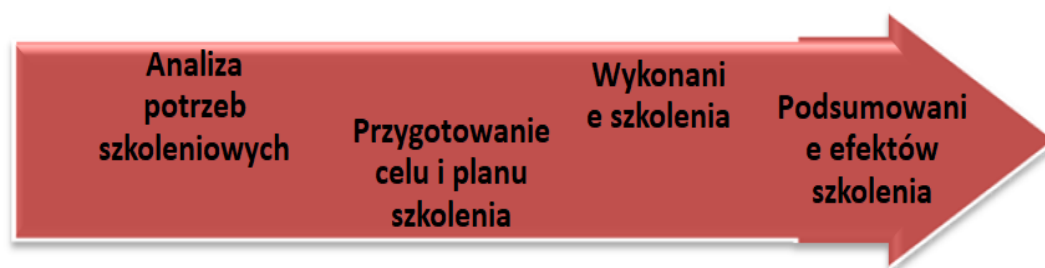 Analiza
potrzeb
szkoleniowych
Przygotowanie
celu i planu
szkolenia
Wykonani
e szkolenia
Podsumowani
e efektów
szkolenia